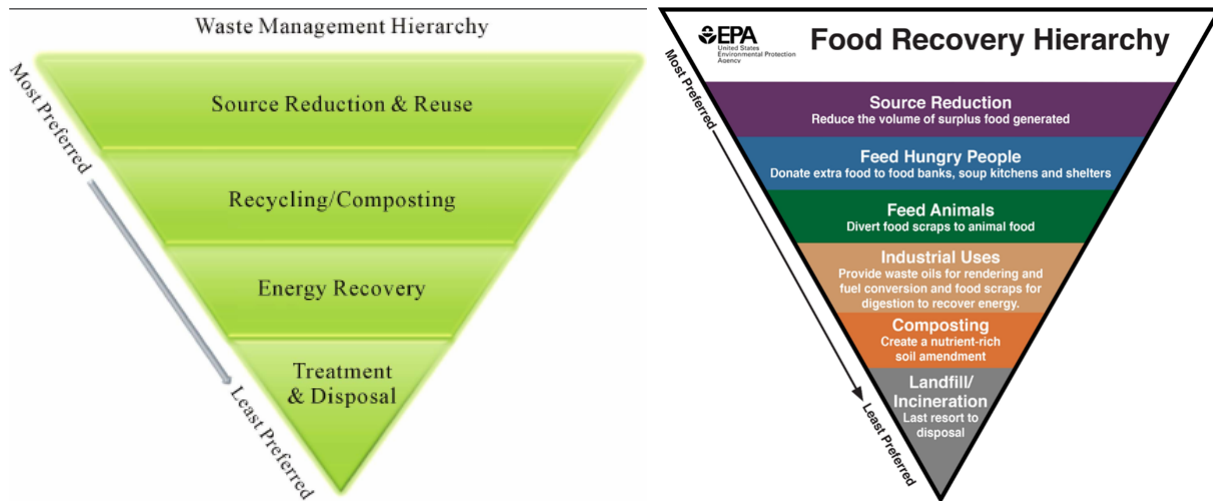 Waste Management Hierarchy
Most Preferred
Source Reduction & Reuse
Recycling/Composting
Energy Recovery
Treatment
& Disposal
Least Preferred
EPA
United States
Environmental Protection
Agency
Food Recovery Hierarchy
Most Preferred
Source Reduction
Reduce the volume of surplus food generated
Feed Hungry People
Donate extra food to food banks, soup kitchens and shelters
Feed Animals
Divert food scraps to animal food
Industrial Uses
Provide waste oils for rendering and
fuel conversion and food scraps for
digestion to recover energy.
Composting
Create a nutrient-rich
soil amendment
Landfill/
Incineration
Last resort to
disposal
Least Preferred